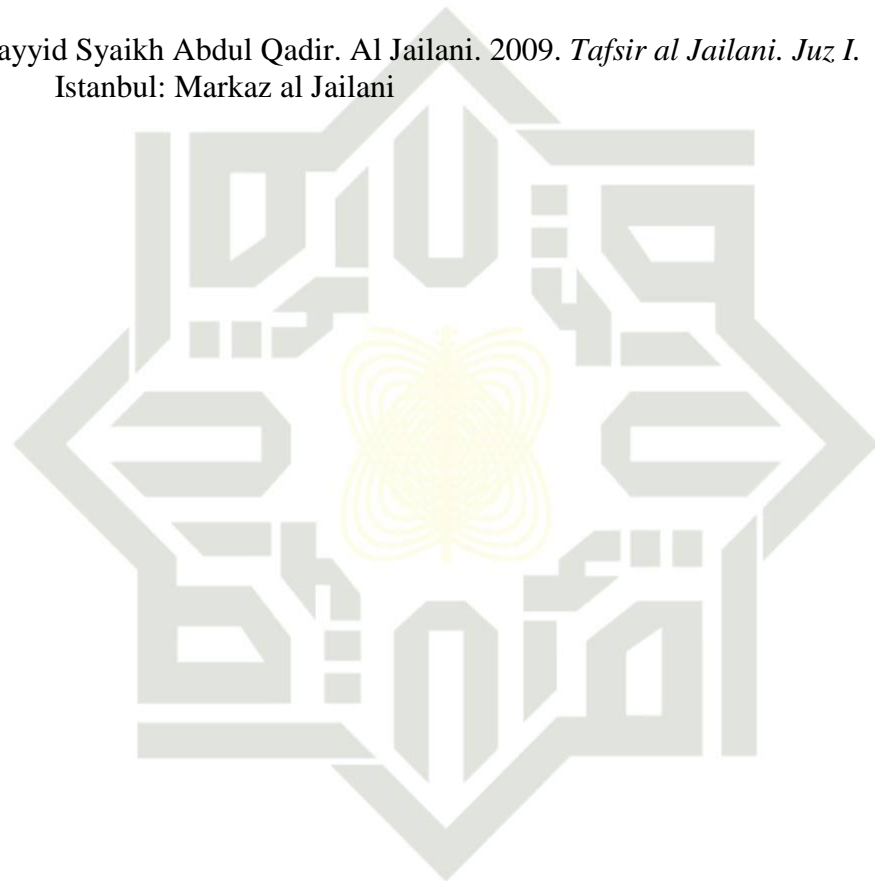 ayyid Syaikh Abdul Qadir. Al Jailani. 2009. Tafsir al Jailani. Juz I.
Istanbul: Markaz al Jailani